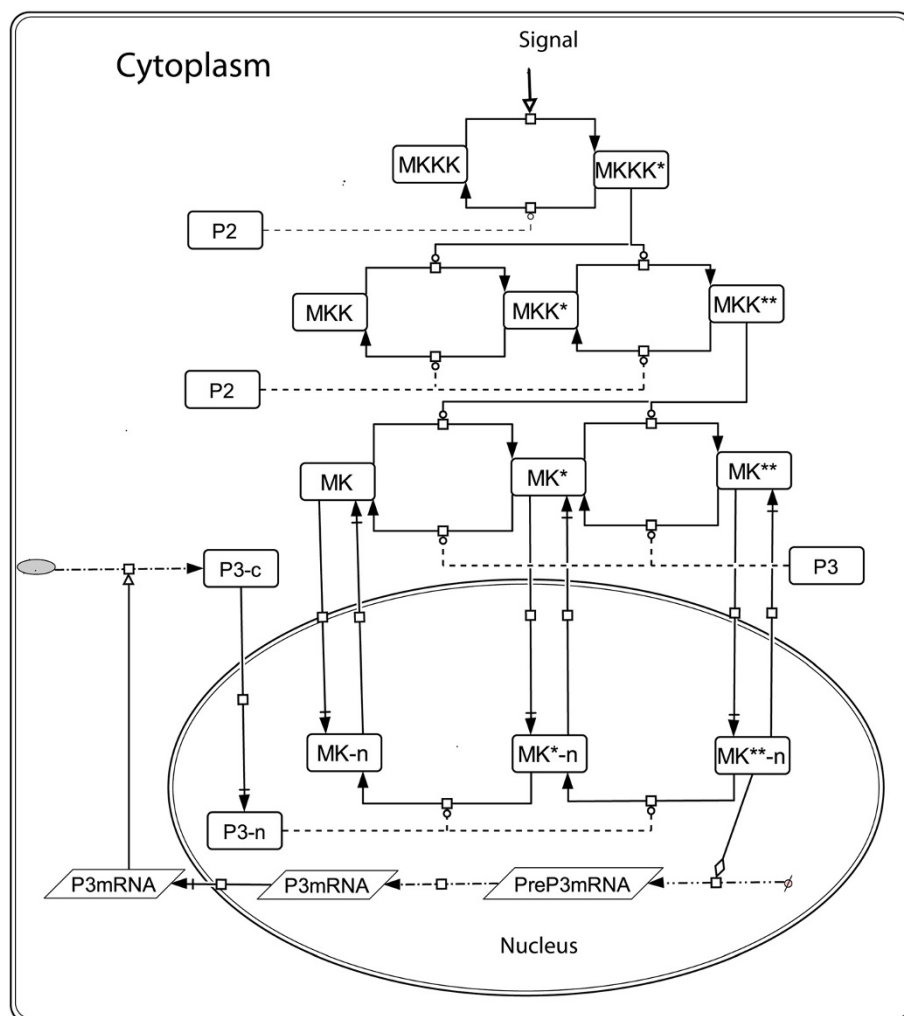 Signal
Cytoplasm
MKKK
MKKK*
P2
MKK
MKK*
MKK**
P2
MK
MK*
MK**
P3-c
P3
MK-n
MK*-n
MK**-n
P3-n
P3mRNA
P3mRNA
PreP3mRNA
Nucleus